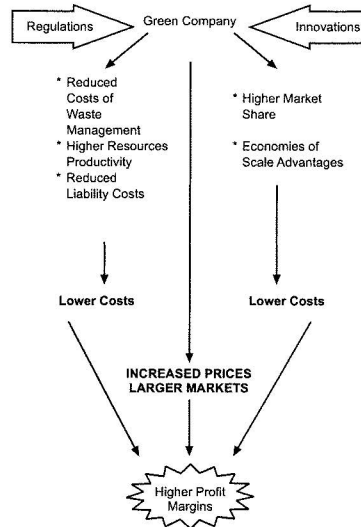 Regulations
Green Company
Innovations
* Reduced
Costs of
Waste
Management
* Higher Resources
Productivity
* Reduced
Liability Costs
* Higher Market
Share
* Economies of
Scale Advantages
Lower Costs
Lower Costs
INCREASED PRICES
LARGER MARKETS
Higher Profit
Margins